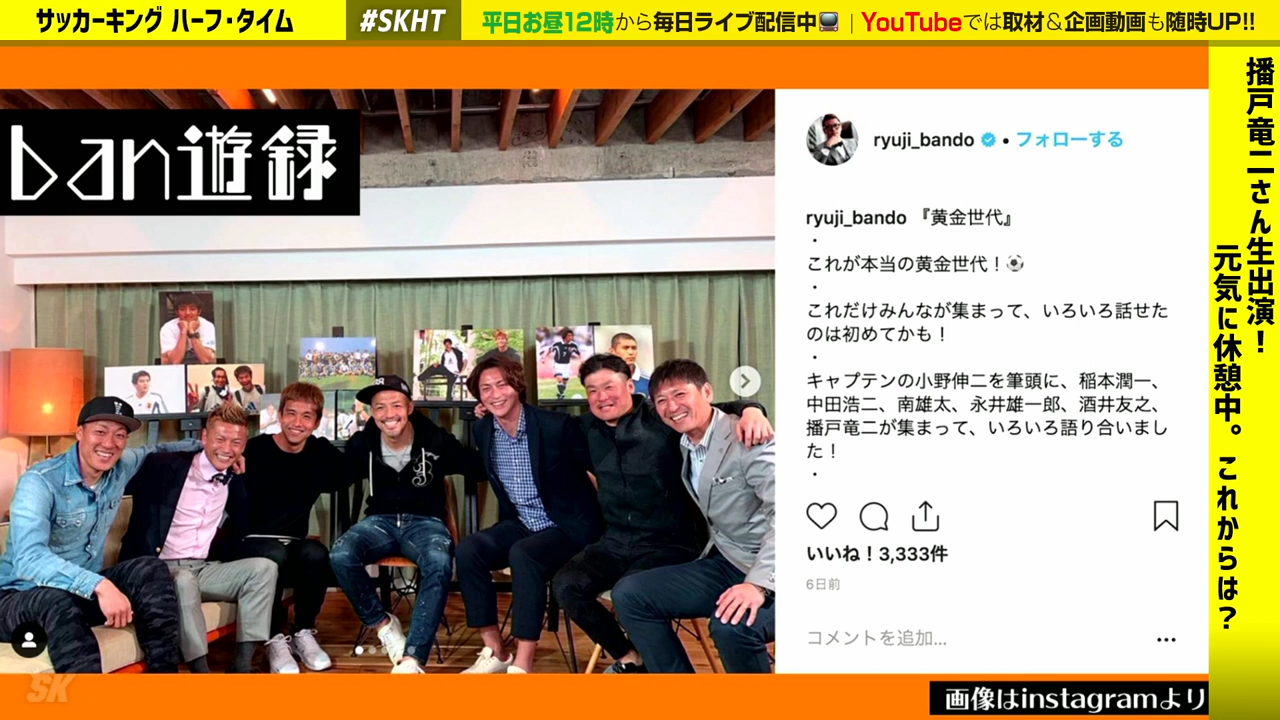 サッカーキング ハーフ・タイム
#SKHT
平日お昼12時から毎日ライブ配信中 | YouTubeでは取材&企画動画も随時UP!!
播戸竜二さん生出演!
元気に休憩中。これからは?
ban遊録
ryuji_bando • フォローする
ryuji_bando 『黄金世代』
・
これが本当の黄金世代!⚽
・
これだけみんなが集まって、いろいろ話せた
のは初めてかも!
・
キャプテンの小野伸二を筆頭に、稲本潤一、
中田浩二、南雄太、永井雄一郎、酒井友之、
播戸竜二が集まって、いろいろ語り合いまし
た!
・
いいね!3,333件
6日前
コメントを追加...
SK
画像はinstagramより